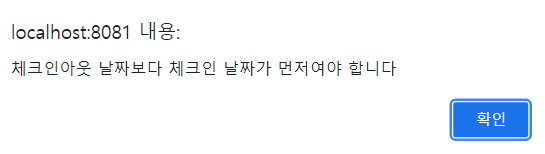 localhost:8081 내용:
체크인아웃 날짜보다 체크인 날짜가 먼저여야 합니다
확인